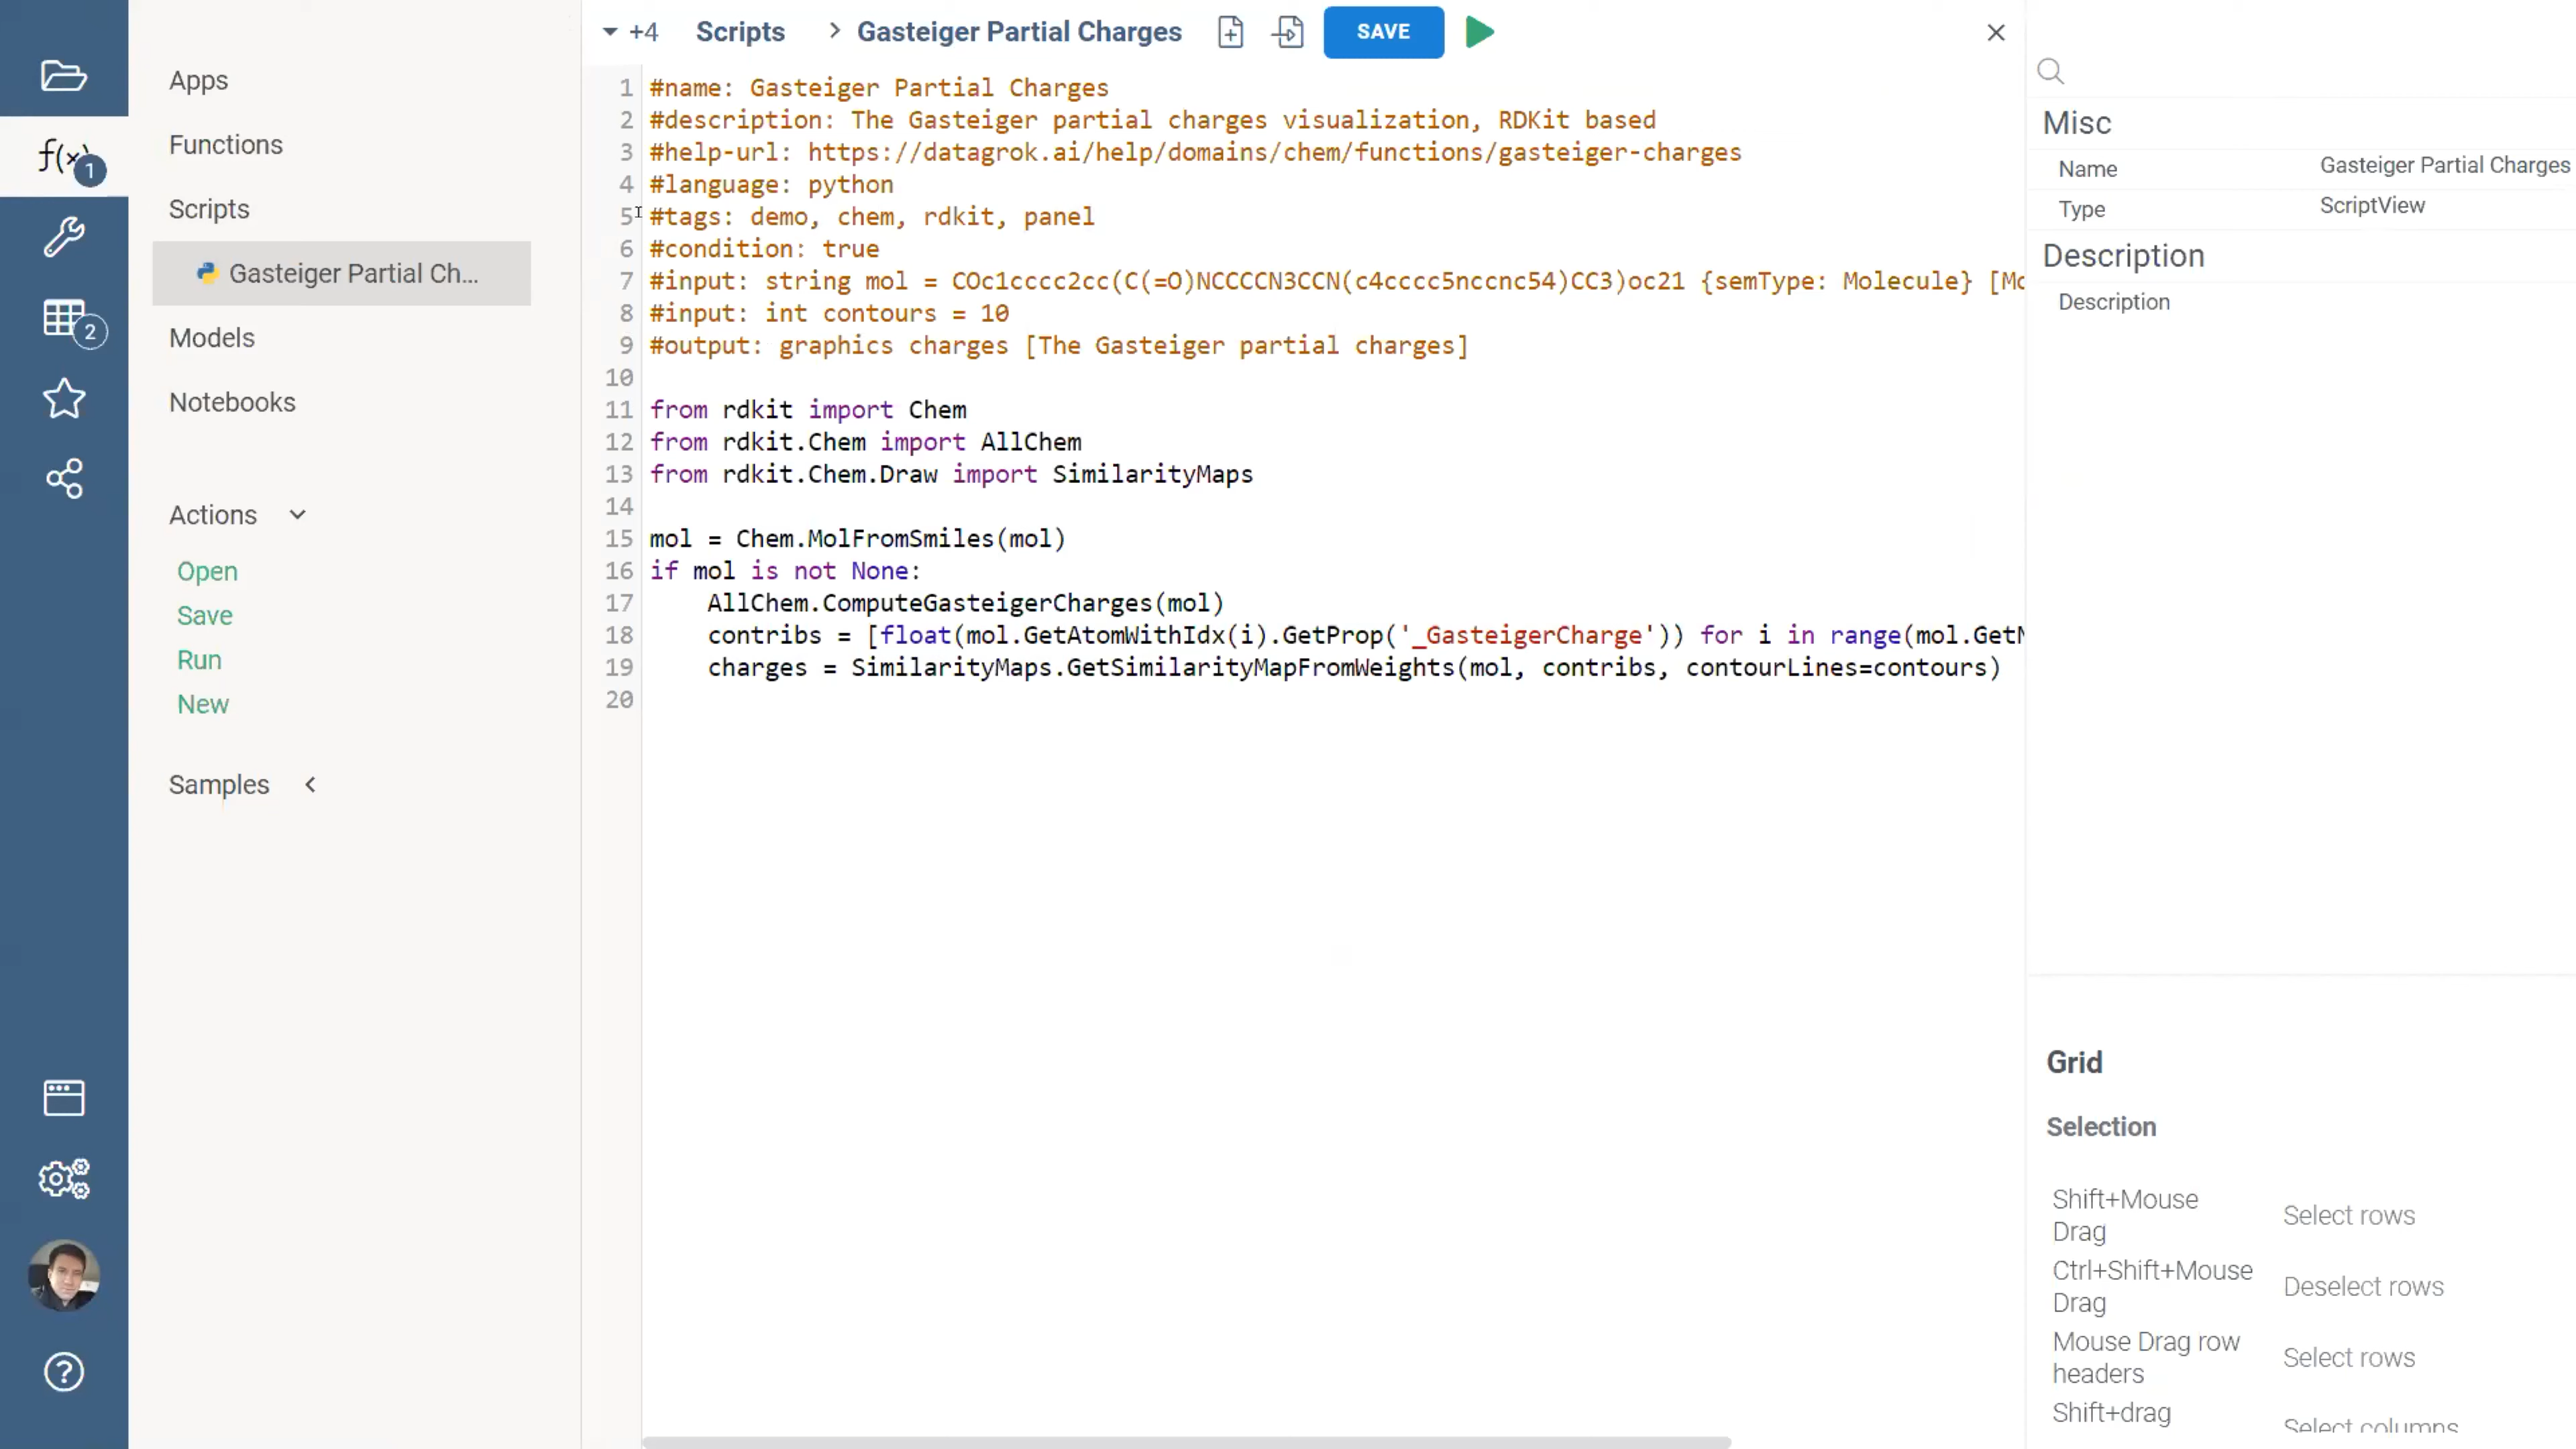 f(x) 1
2
Apps
Functions
Scripts
Gasteiger Partial Ch...
Models
Notebooks
Actions
Open
Save
Run
New
Samples
+4 Scripts > Gasteiger Partial Charges SAVE
1 #name: Gasteiger Partial Charges
2 #description: The Gasteiger partial charges visualization, RDKit based
3 #help-url: https://datagrok.ai/help/domains/chem/functions/gasteiger-charges
4 #language: python
5 #tags: demo, chem, rdkit, panel
6 #condition: true
7 #input: string mol = COc1cccc2cc(C(=O)NCCCCN3CCN(c4cccc5nccnc54)CC3)oc21 {semType: Molecule} [Mo
8 #input: int contours = 10
9 #output: graphics charges [The Gasteiger partial charges]
10
11 from rdkit import Chem
12 from rdkit.Chem import AllChem
13 from rdkit.Chem.Draw import SimilarityMaps
14
15 mol = Chem.MolFromSmiles(mol)
16 if mol is not None:
17     AllChem.ComputeGasteigerCharges(mol)
18     contribs = [float(mol.GetAtomWithIdx(i).GetProp('_GasteigerCharge')) for i in range(mol.GetN
19     charges = SimilarityMaps.GetSimilarityMapFromWeights(mol, contribs, contourLines=contours)
20
Misc
Name Gasteiger Partial Charges
Type ScriptView
Description
Description
Grid
Selection
Shift+Mouse Drag Select rows
Ctrl+Shift+Mouse Drag Deselect rows
Mouse Drag row headers Select rows
Shift+drag Select columns